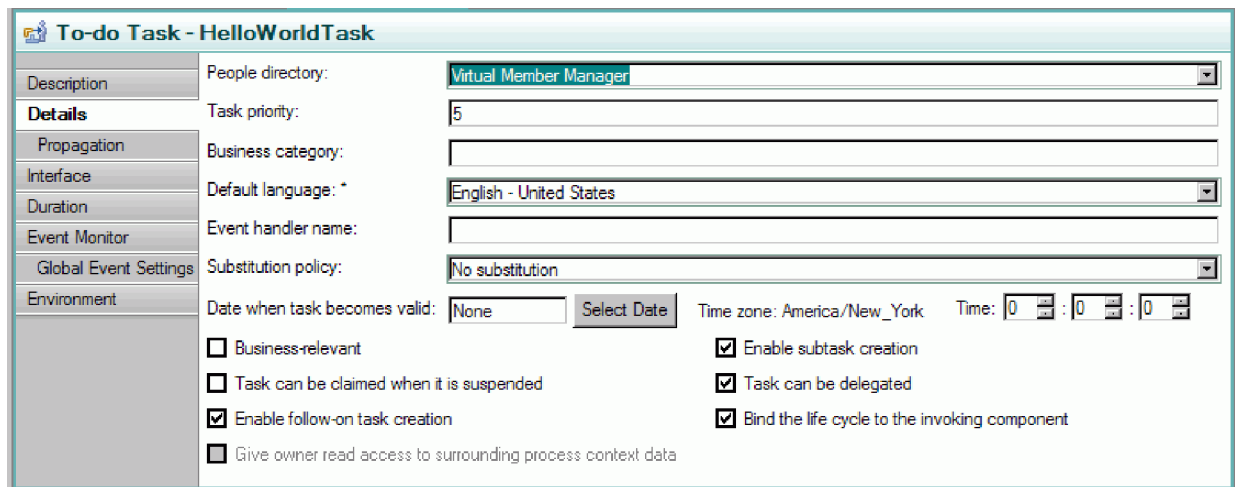 To-do Task - HelloWorldTask
Description
Details
Propagation
Interface
Duration
Event Monitor
Global Event Settings
Environment
People directory: Virtual Member Manager
Task priority: 5
Business category:
Default language: * English - United States
Event handler name:
Substitution policy: No substitution
Date when task becomes valid: None Select Date Time zone: America/New_York Time: 0 : 0 : 0
Business-relevant Enable subtask creation
Task can be claimed when it is suspended Task can be delegated
Enable follow-on task creation Bind the life cycle to the invoking component
Give owner read access to surrounding process context data